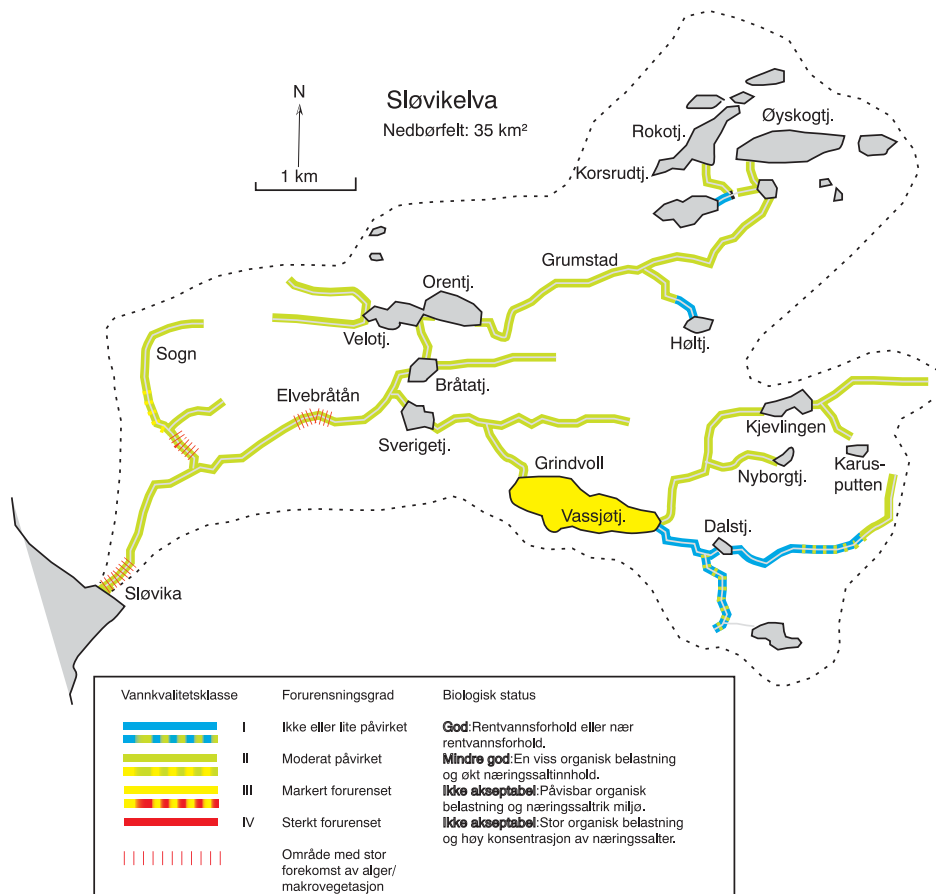 N
Sløvikelva
Nedbørfelt: 35 km²
1 km
Rokotj.
Øyskogtj.
Korsrudtj.
Grumstad
Orentj.
Velotj.
Høltj.
Sogn
Bråtatj.
Elvebråtån
Sverigetj.
Kjevlingen
Grindvoll
Nyborgtj.
Karus-
putten
Vassjøtj.
Dalstj.
Sløvika
Vannkvalitetsklasse Forurensningsgrad Biologisk status
I Ikke eller lite påvirket God:Rentvannsforhold eller nær
rentvannsforhold.
II Moderat påvirket Mindre god:En viss organisk belastning
og økt næringssaltinnhold.
III Markert forurenset Ikke akseptabel:Påvisbar organisk
belastning og næringssaltrik miljø.
IV Sterkt forurenset Ikke akseptabel:Stor organisk belastning
og høy konsentrasjon av næringssalter.
Område med stor
forekomst av alger/
makrovegetasjon